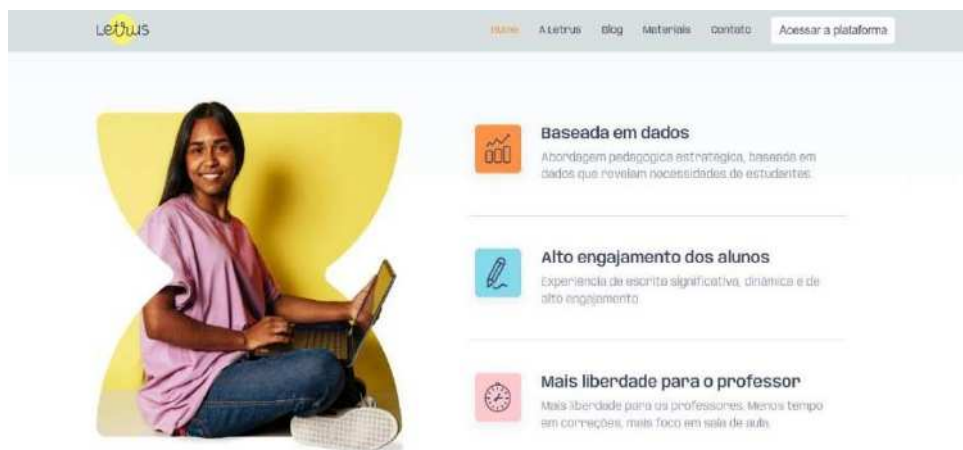 Letrus
Home A Letrus Blog Materiais Contato Acessar a plataforma
Baseada em dados
Abordagem pedagógica estratégica, baseada em
dados que revelam necessidades de estudantes.
Alto engajamento dos alunos
Experiência de escrita significativa, dinâmica e de
alto engajamento.
Mais liberdade para o professor
Mais liberdade para os professores. Menos tempo
em correções, mais foco em sala de aula.